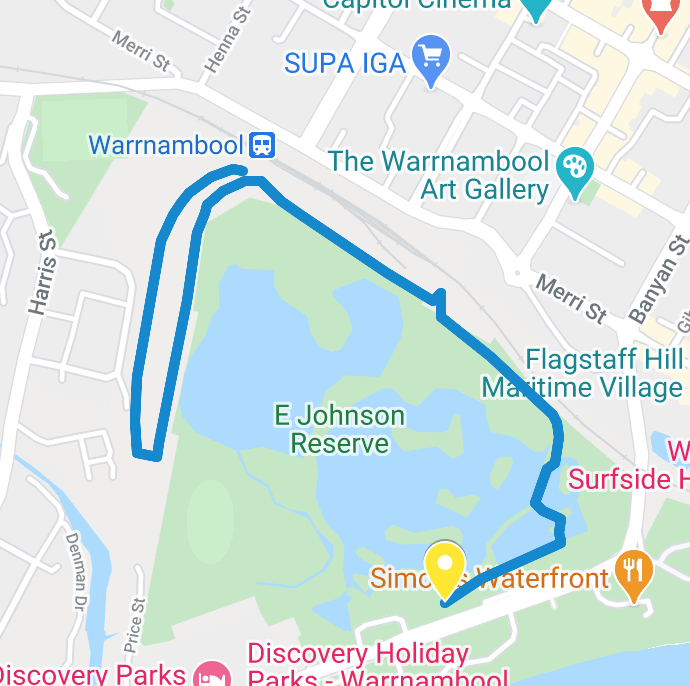 Capitol Cinema
Merri St
Henna St
SUPA IGA
Warrnambool
The Warrnambool
Art Gallery
Harris St
Banyan St
Merri St
Flagstaff Hill
Maritime Village
E Johnson
Reserve
W
Surfside H
Simons Waterfront
Denman Dr
Price St
Discovery Holiday
Parks - Warrnambool
Discovery Parks